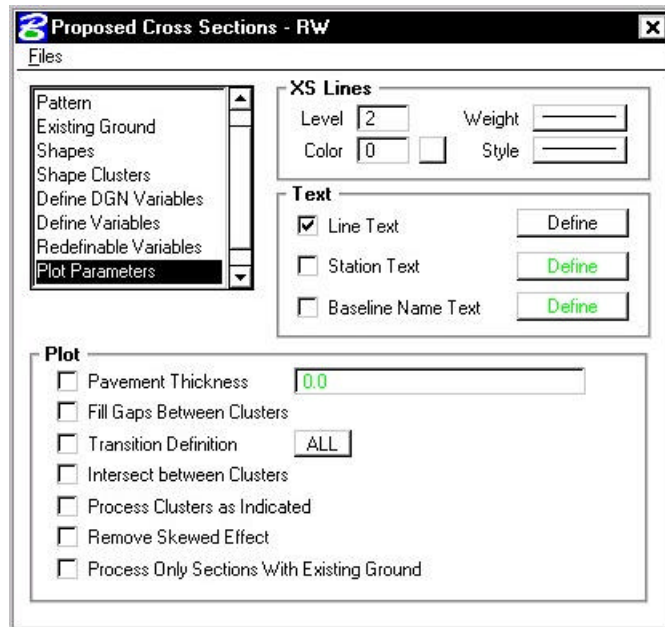 Proposed Cross Sections - RW
Files
Pattern
Existing Ground
Shapes
Shape Clusters
Define DGN Variables
Define Variables
Redefinable Variables
Plot Parameters
XS Lines
Level 2 Weight
Color 0 Style
Text
Line Text Define
Station Text Define
Baseline Name Text Define
Plot
Pavement Thickness 0.0
Fill Gaps Between Clusters
Transition Definition ALL
Intersect between Clusters
Process Clusters as Indicated
Remove Skewed Effect
Process Only Sections With Existing Ground